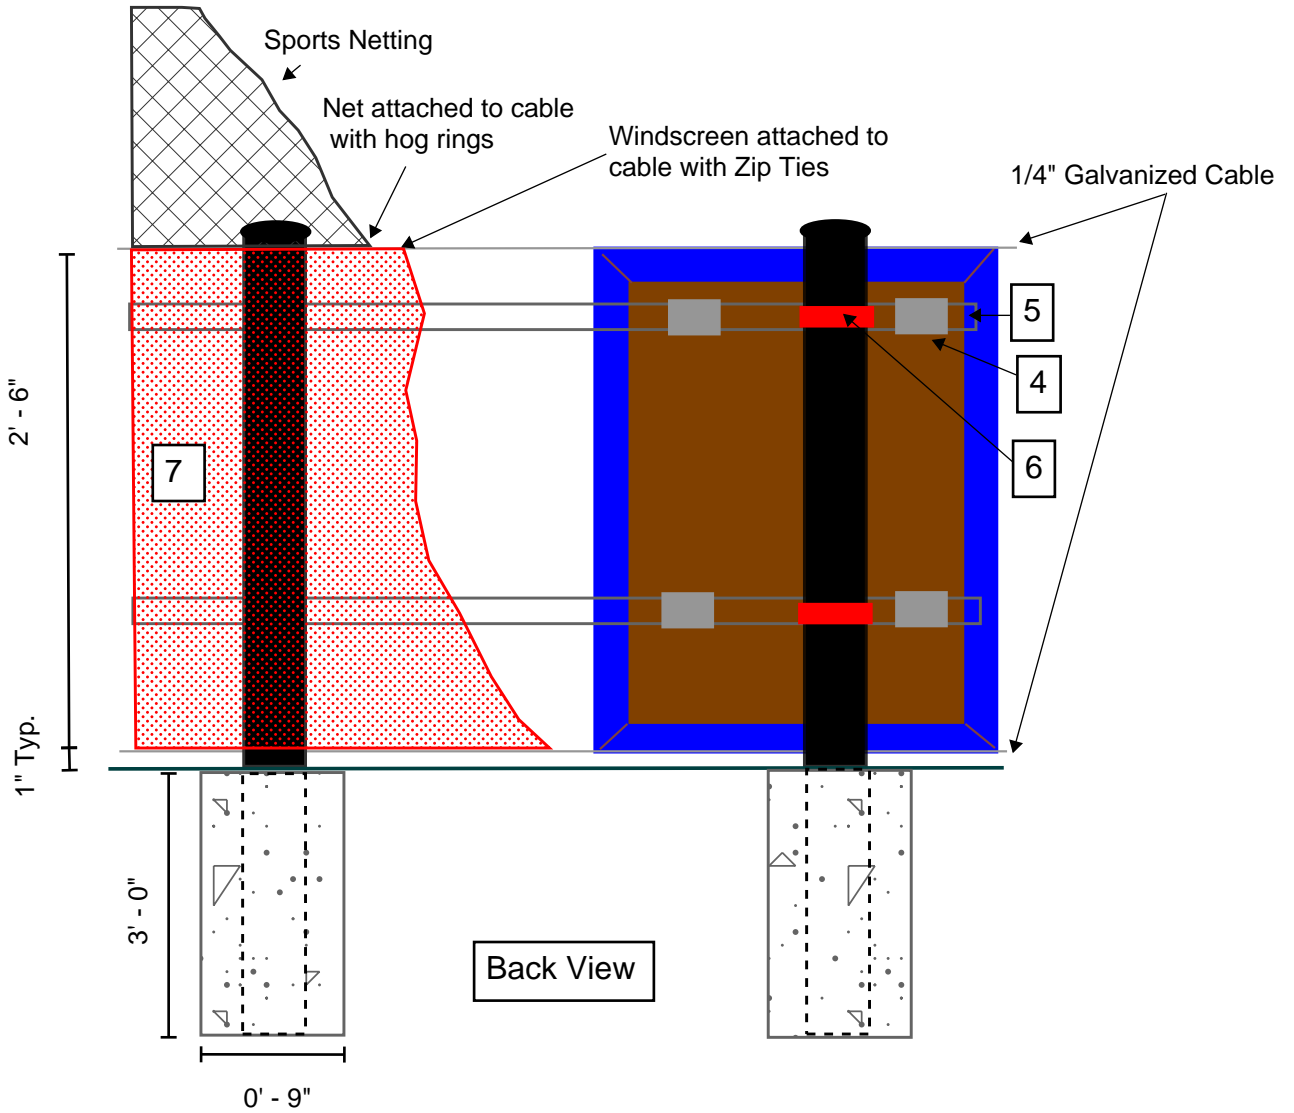 Sports Netting
Net attached to cable
with hog rings
Windscreen attached to
cable with Zip Ties
1/4" Galvanized Cable
5
4
2' - 6"
7
6
1" Typ.
3' - 0"
Back View
0' - 9"